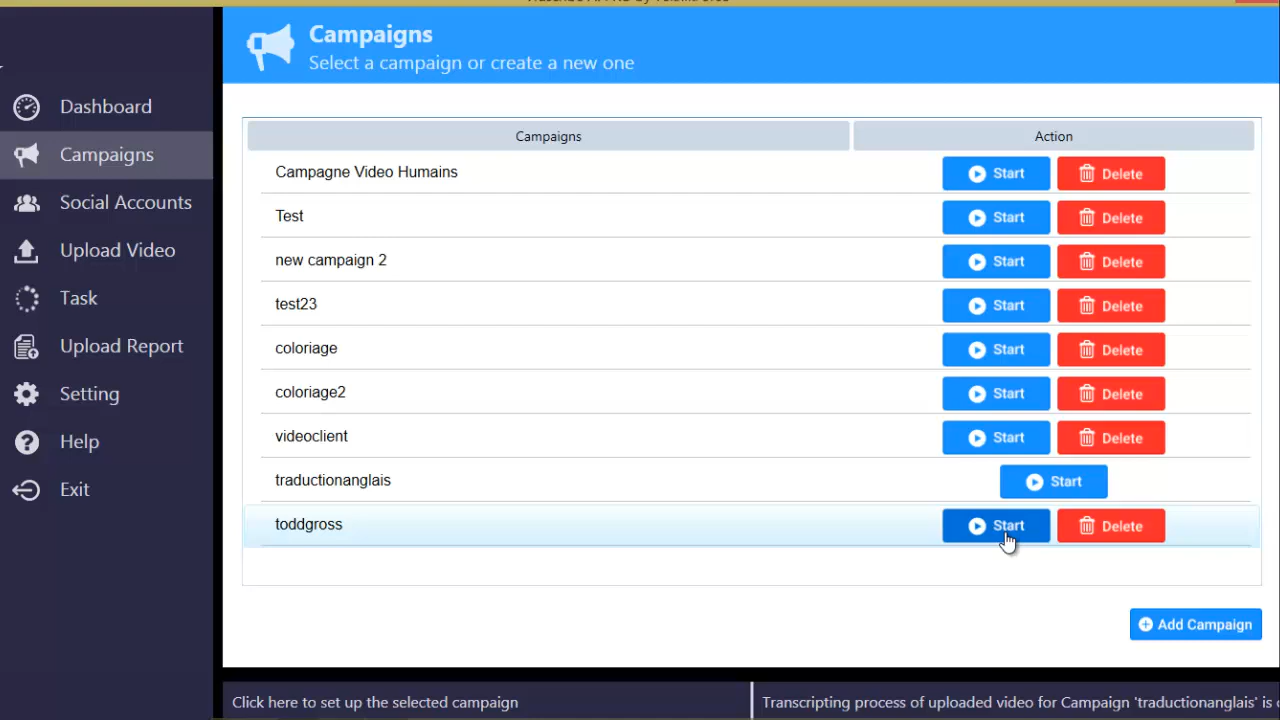 Campaigns
Select a campaign or create a new one
Dashboard
Campaigns
Social Accounts
Upload Video
Task
Upload Report
Setting
Help
Exit
Campaigns Action
Campagne Video Humains Start Delete
Test Start Delete
new campaign 2 Start Delete
test23 Start Delete
coloriage Start Delete
coloriage2 Start Delete
videoclient Start Delete
traductionanglais Start
toddgross Start Delete
Add Campaign
Click here to set up the selected campaign
Transcripting process of uploaded video for Campaign 'traductionanglais' is